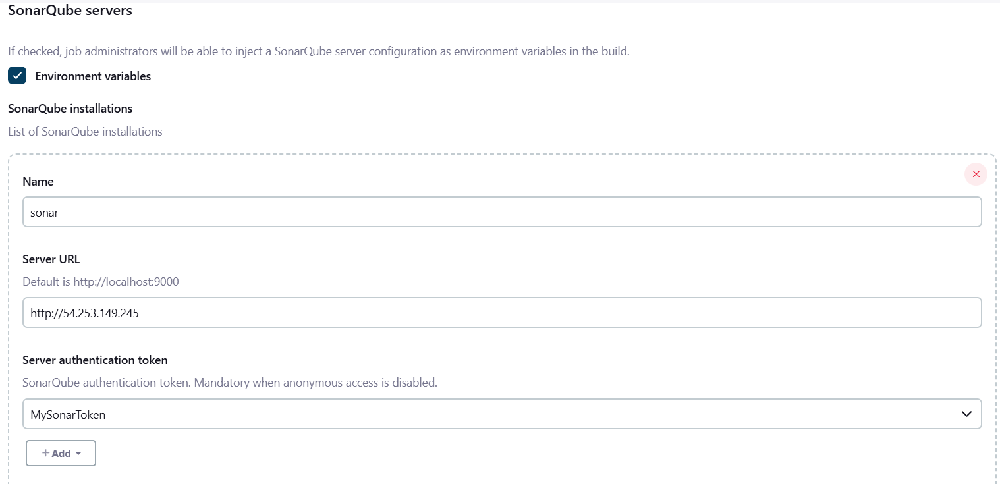 SonarQube servers
If checked, job administrators will be able to inject a SonarQube server configuration as environment variables in the build.
Environment variables
SonarQube installations
List of SonarQube installations
Name
sonar
Server URL
Default is http://localhost:9000
http://54.253.149.245
Server authentication token
SonarQube authentication token. Mandatory when anonymous access is disabled.
MySonarToken
+ Add